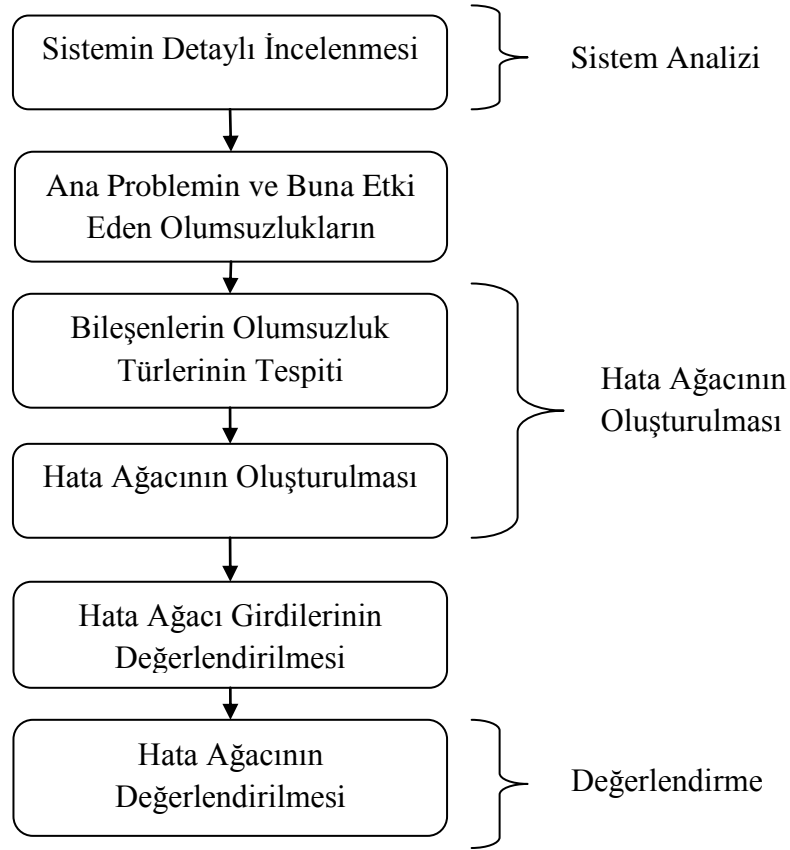 Sistemin Detaylı İncelenmesi
Sistem Analizi
Ana Problemin ve Buna Etki
Eden Olumsuzlukların
Bileşenlerin Olumsuzluk
Türlerinin Tespiti
Hata Ağacının
Oluşturulması
Hata Ağacının Oluşturulması
Hata Ağacı Girdilerinin
Değerlendirilmesi
Hata Ağacının
Değerlendirilmesi
Değerlendirme